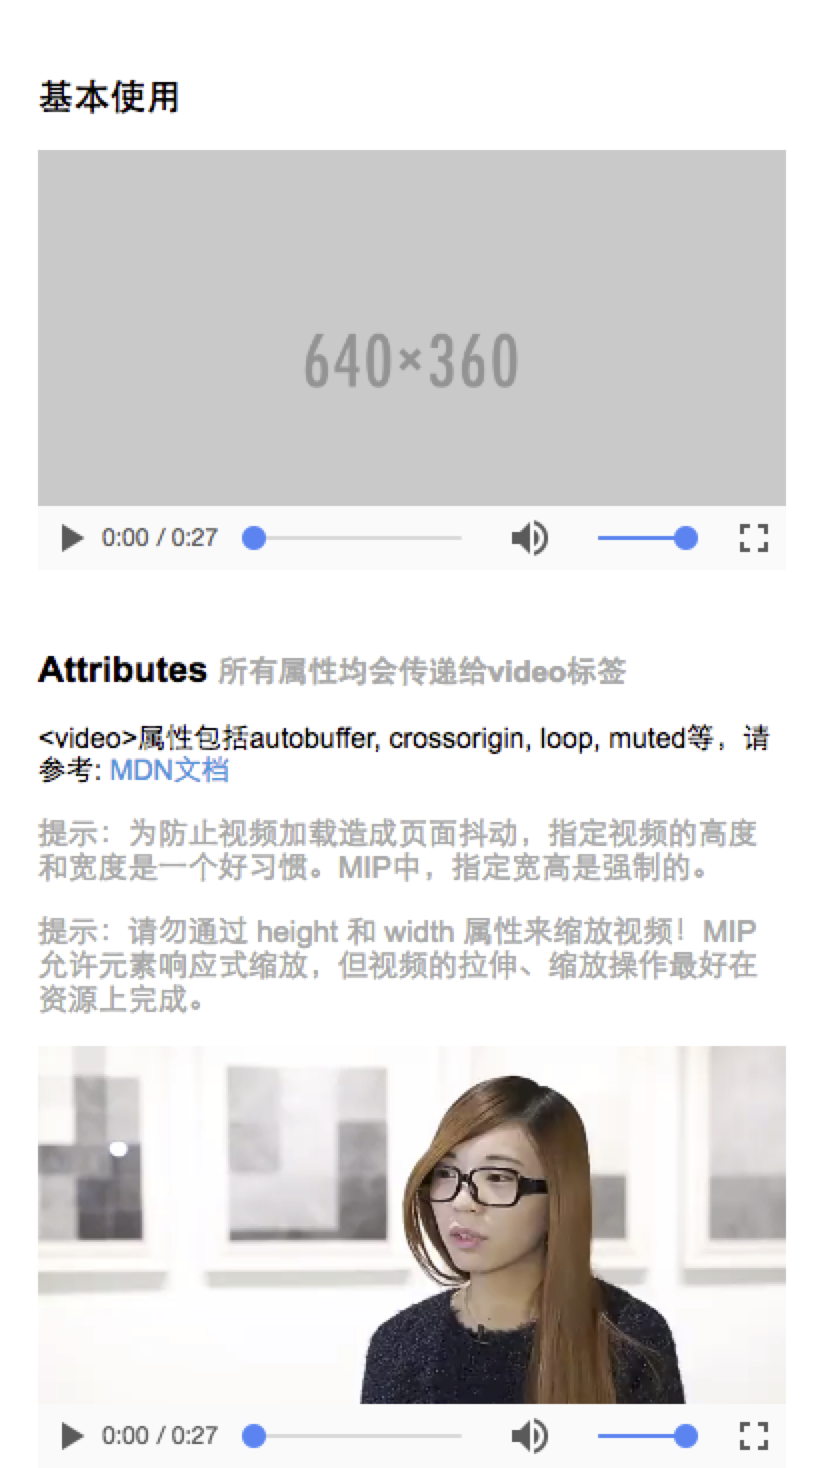 基本使用
640×360
0:00 / 0:27
Attributes 所有属性均会传递给video标签
<video>属性包括autobuffer, crossorigin, loop, muted等，请
参考: MDN文档
提示：为防止视频加载造成页面抖动，指定视频的高度
和宽度是一个好习惯。MIP中，指定宽高是强制的。
提示：请勿通过 height 和 width 属性来缩放视频！MIP
允许元素响应式缩放，但视频的拉伸、缩放操作最好在
资源上完成。
0:00 / 0:27